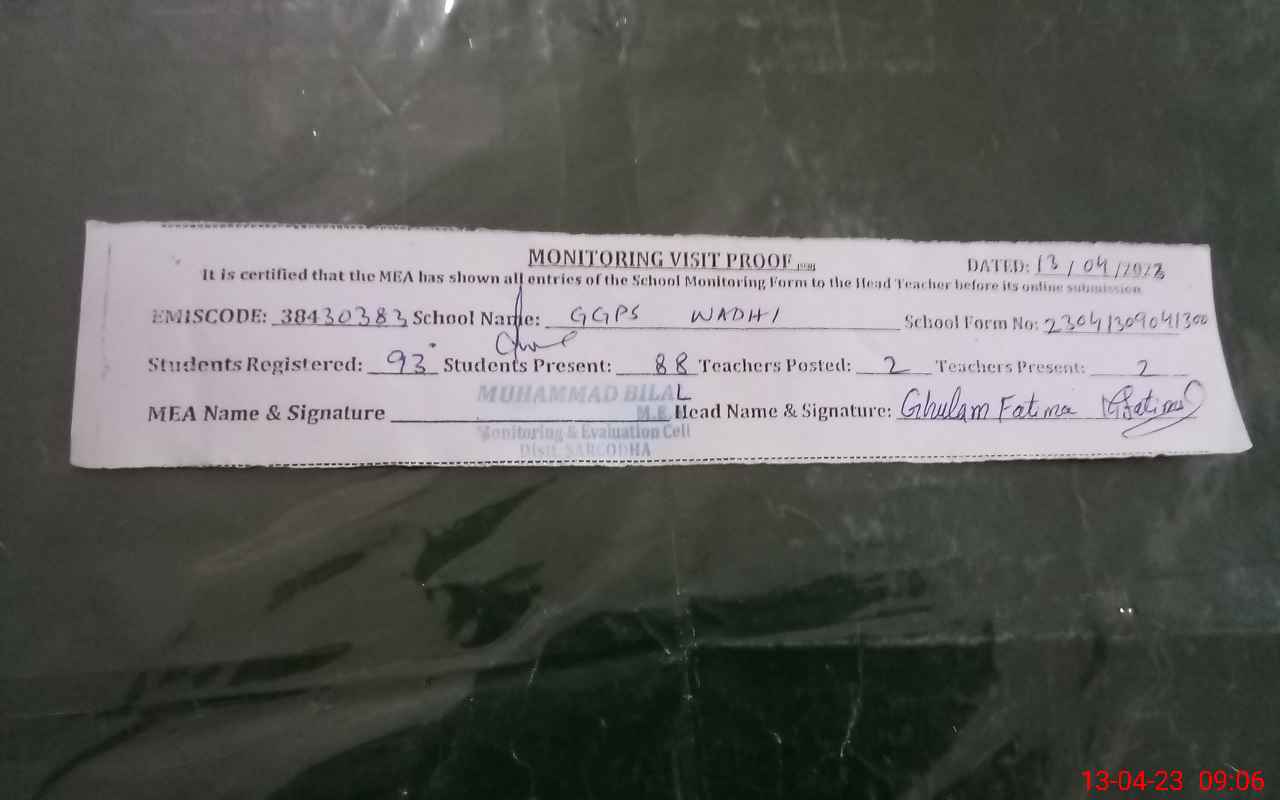 MONITORING VISIT PROOF
DATED: 13/04/2023
It is certified that the MEA has shown all entries of the School Monitoring Form to the Head Teacher before its online submission
EMISCODE: 38430383 School Name: GGPS WADHI School Form No: 23041309041300
Students Registered: 93 Students Present: 88 Teachers Posted: 2 Teachers Present: 2
MEA Name & Signature Head Name & Signature: Ghulam Fatima GFatima
MUHAMMAD BILAL
Monitoring & Evaluation Cell
Distt. SARGODHA
13-04-23 09:06